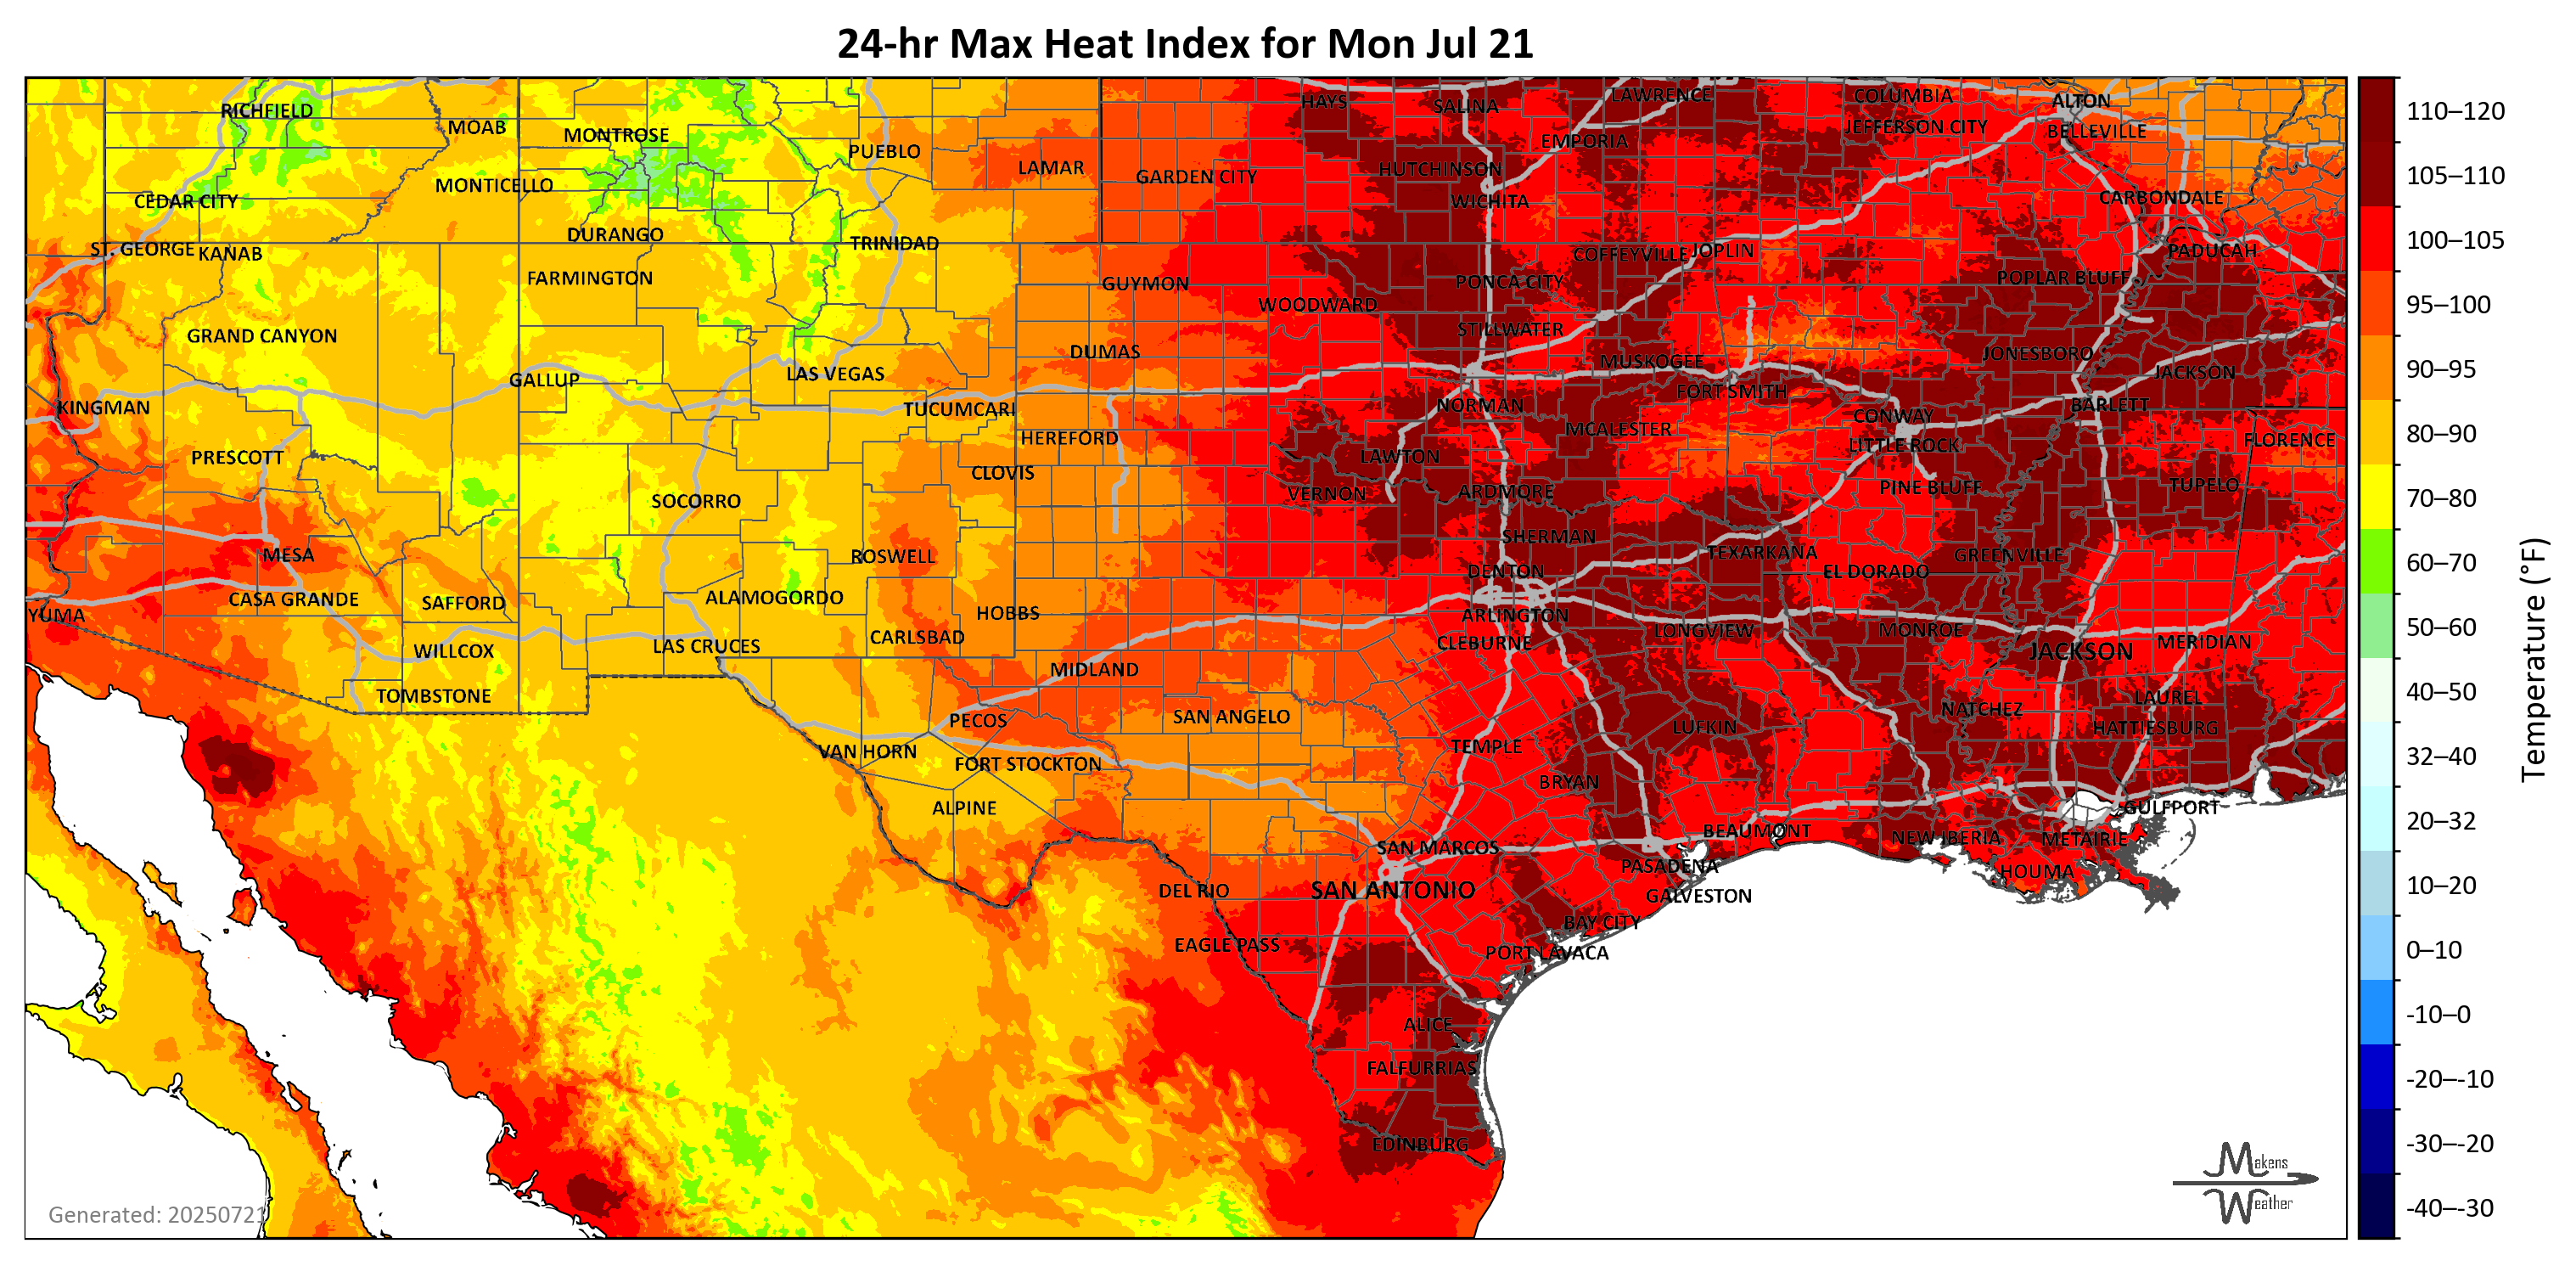 24-hr Max Heat Index for Mon Jul 21
HAYS
SALINA
LAWRENCE
COLUMBIA
ALTON
RICHFIELD
MOAB
MONTROSE
EMPORIA
JEFFERSON CITY
BELLEVILLE
PUEBLO
LAMAR
GARDEN CITY
HUTCHINSON
MONTICELLO
CEDAR CITY
WICHITA
CARBONDALE
DURANGO
TRINIDAD
ST. GEORGE
KANAB
COFFEYVILLE
JOPLIN
PADUCAH
FARMINGTON
GUYMON
PONCA CITY
POPLAR BLUFF
WOODWARD
GRAND CANYON
STILLWATER
DUMAS
MUSKOGEE
JONESBORO
GALLUP
LAS VEGAS
FORT SMITH
JACKSON
KINGMAN
TUCUMCARI
NORMAN
CONWAY
BARLETT
HEREFORD
MCALESTER
LITTLE ROCK
FLORENCE
PRESCOTT
CLOVIS
LAWTON
SOCORRO
VERNON
ARDMORE
PINE BLUFF
TUPELO
SHERMAN
MESA
ROSWELL
TEXARKANA
GREENVILLE
DENTON
EL DORADO
CASA GRANDE
SAFFORD
ALAMOGORDO
HOBBS
YUMA
ARLINGTON
CARLSBAD
LONGVIEW
MONROE
WILLCOX
LAS CRUCES
CLEBURNE
JACKSON
MERIDIAN
MIDLAND
TOMBSTONE
LAUREL
PECOS
SAN ANGELO
NATCHEZ
LUFKIN
HATTIESBURG
VAN HORN
FORT STOCKTON
TEMPLE
BRYAN
ALPINE
GULFPORT
BEAUMONT
NEW IBERIA
METAIRIE
SAN MARCOS
PASADENA
HOUMA
DEL RIO
SAN ANTONIO
GALVESTON
BAY CITY
EAGLE PASS
PORT LAVACA
ALICE
FALFURRIAS
EDINBURG
Generated: 20250721
Makens
Weather
110–120
105–110
100–105
95–100
90–95
80–90
70–80
60–70
50–60
40–50
32–40
20–32
10–20
0–10
-10–0
-20–-10
-30–-20
-40–-30
Temperature (°F)